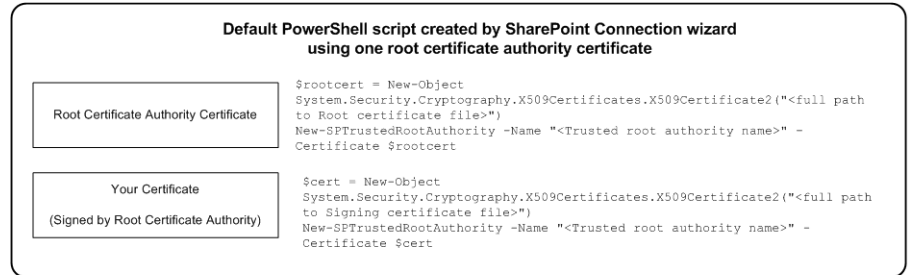 Default PowerShell script created by SharePoint Connection wizard
using one root certificate authority certificate
Root Certificate Authority Certificate
$rootcert = New-Object
System.Security.Cryptography.X509Certificates.X509Certificate2("<full path
to Root certificate file>")
New-SPTrustedRootAuthority -Name "<Trusted root authority name>" -
Certificate $rootcert
Your Certificate
(Signed by Root Certificate Authority)
$cert = New-Object
System.Security.Cryptography.X509Certificates.X509Certificate2("<full path
to Signing certificate file>")
New-SPTrustedRootAuthority -Name "<Trusted root authority name>" -
Certificate $cert